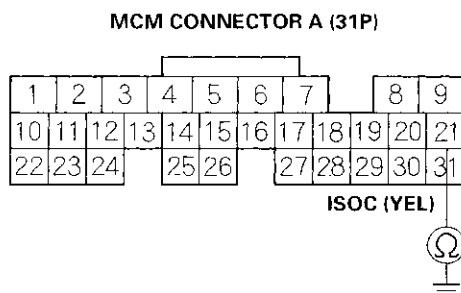 MCM CONNECTOR A (31P)
1 2 3 4 5 6 7 8 9
10 11 12 13 14 15 16 17 18 19 20 21
22 23 24 25 26 27 28 29 30 31
ISOC (YEL)
Ω